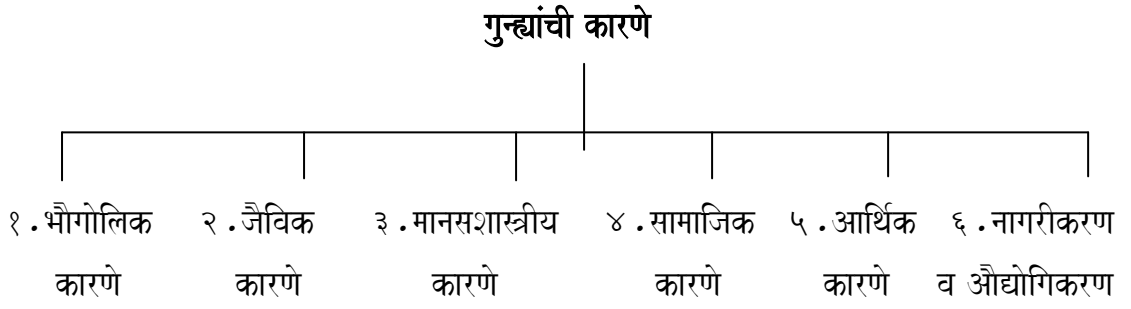 गुन्ह्यांची कारणे
१.भौगोलिक २.जैविक ३.मानसशास्त्रीय ४.सामाजिक ५.आर्थिक ६.नागरीकरण
कारणे कारणे कारणे कारणे कारणे व औद्योगिकरण